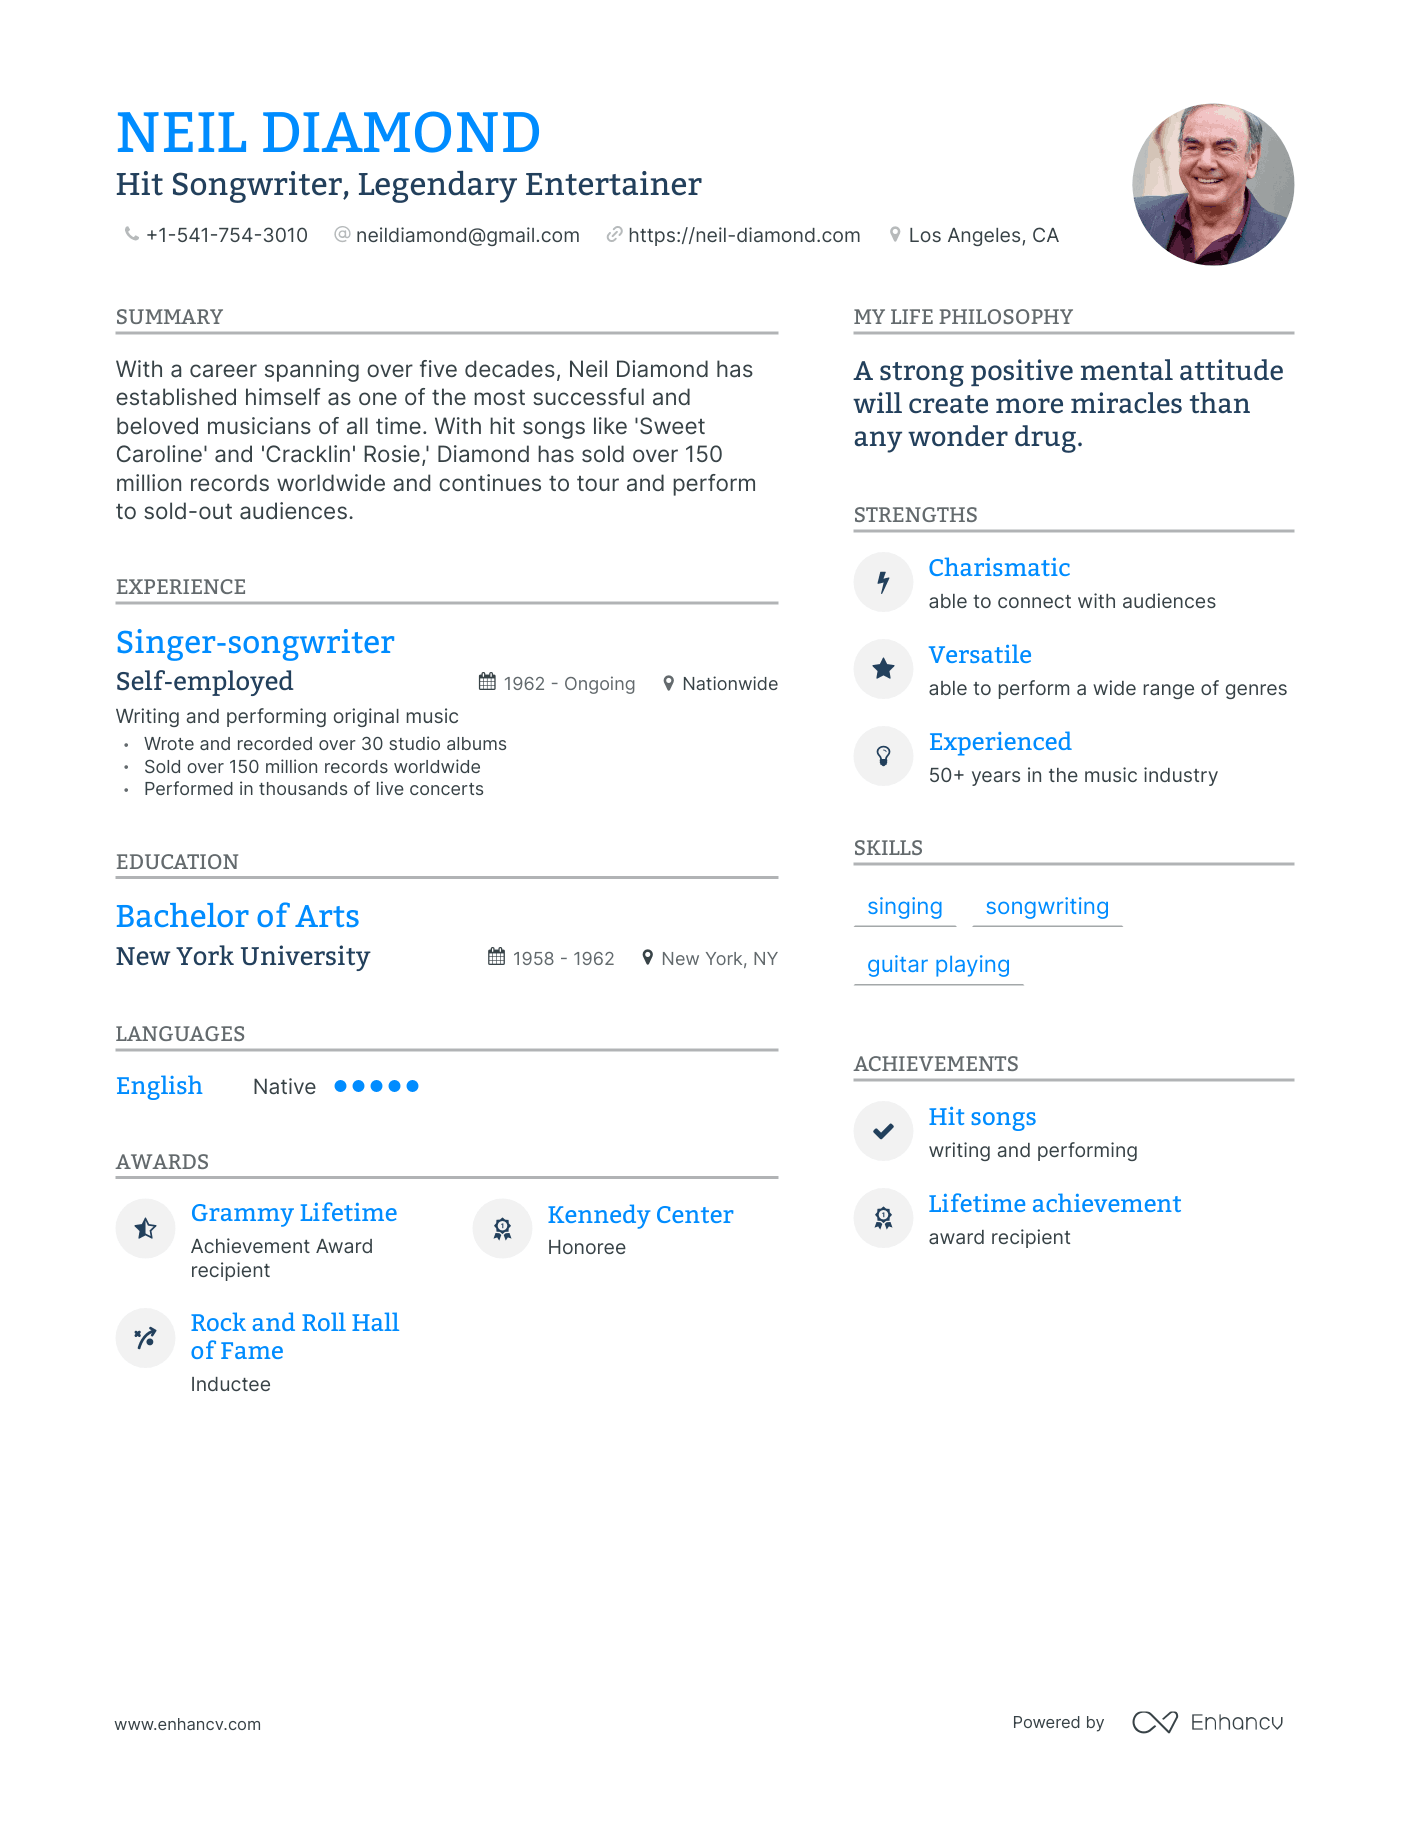 NEIL DIAMOND
Hit Songwriter, Legendary Entertainer
+1-541-754-3010 @ neildiamond@gmail.com https://neil-diamond.com Los Angeles, CA
SUMMARY
With a career spanning over five decades, Neil Diamond has
established himself as one of the most successful and
beloved musicians of all time. With hit songs like 'Sweet
Caroline' and 'Cracklin' Rosie,' Diamond has sold over 150
million records worldwide and continues to tour and perform
to sold-out audiences.
EXPERIENCE
Singer-songwriter
Self-employed 1962 - Ongoing Nationwide
Writing and performing original music
• Wrote and recorded over 30 studio albums
• Sold over 150 million records worldwide
• Performed in thousands of live concerts
EDUCATION
Bachelor of Arts
New York University 1958 - 1962 New York, NY
LANGUAGES
English Native
AWARDS
Grammy Lifetime
Achievement Award
recipient
Kennedy Center
Honoree
Rock and Roll Hall
of Fame
Inductee
MY LIFE PHILOSOPHY
A strong positive mental attitude
will create more miracles than
any wonder drug.
STRENGTHS
Charismatic
able to connect with audiences
Versatile
able to perform a wide range of genres
Experienced
50+ years in the music industry
SKILLS
singing songwriting
guitar playing
ACHIEVEMENTS
Hit songs
writing and performing
Lifetime achievement
award recipient
www.enhancv.com
Powered by Enhancv